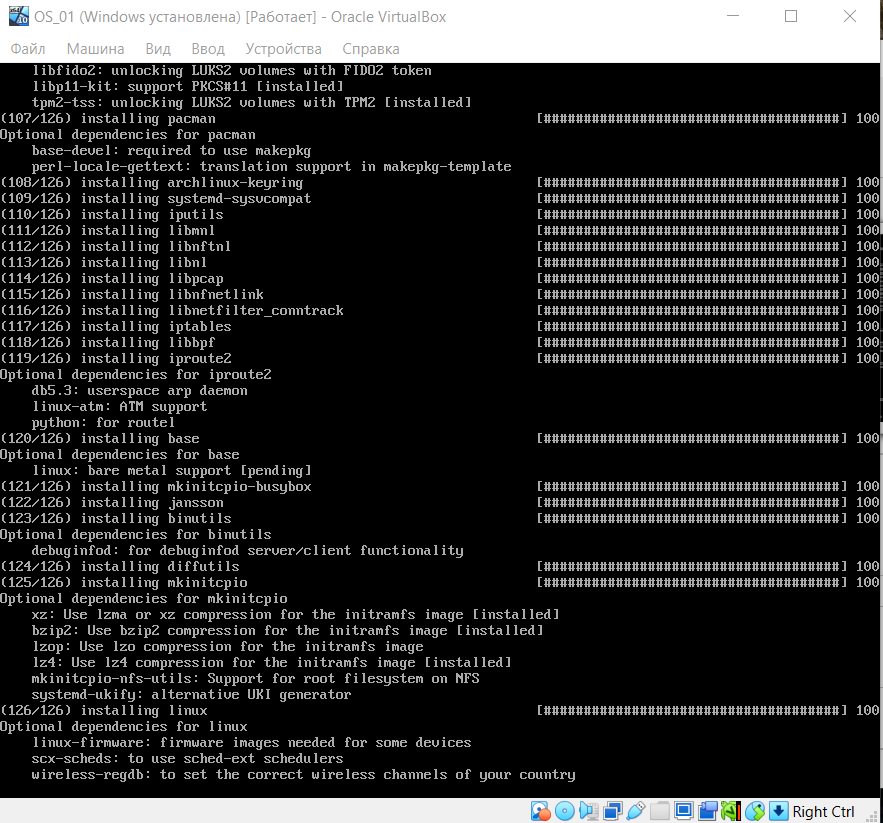 OS_01 (Windows установлена) [Работает] - Oracle VirtualBox
Файл Машина Вид Ввод Устройства Справка
    libfido2: unlocking LUKS2 volumes with FIDO2 token
    libp11-kit: support PKCS#11 [installed]
    tpm2-tss: unlocking LUKS2 volumes with TPM2 [installed]
(107/126) installing pacman [#####################################] 100
Optional dependencies for pacman
    base-devel: required to use makepkg
    perl-locale-gettext: translation support in makepkg-template
(108/126) installing archlinux-keyring [#####################################] 100
(109/126) installing systemd-sysvcompat [#####################################] 100
(110/126) installing iputils [#####################################] 100
(111/126) installing libmnl [#####################################] 100
(112/126) installing libnftnl [#####################################] 100
(113/126) installing libnl [#####################################] 100
(114/126) installing libpcap [#####################################] 100
(115/126) installing libnfnetlink [#####################################] 100
(116/126) installing libnetfilter_conntrack [#####################################] 100
(117/126) installing iptables [#####################################] 100
(118/126) installing libbpf [#####################################] 100
(119/126) installing iproute2 [#####################################] 100
Optional dependencies for iproute2
    db5.3: userspace arp daemon
    linux-atm: ATM support
    python: for routel
(120/126) installing base [#####################################] 100
Optional dependencies for base
    linux: bare metal support [pending]
(121/126) installing mkinitcpio-busybox [#####################################] 100
(122/126) installing jansson [#####################################] 100
(123/126) installing binutils [#####################################] 100
Optional dependencies for binutils
    debuginfod: for debuginfod server/client functionality
(124/126) installing diffutils [#####################################] 100
(125/126) installing mkinitcpio [#####################################] 100
Optional dependencies for mkinitcpio
    xz: Use lzma or xz compression for the initramfs image [installed]
    bzip2: Use bzip2 compression for the initramfs image [installed]
    lzop: Use lzo compression for the initramfs image
    lz4: Use lz4 compression for the initramfs image [installed]
    mkinitcpio-nfs-utils: Support for root filesystem on NFS
    systemd-ukify: alternative UKI generator
(126/126) installing linux [#####################################] 100
Optional dependencies for linux
    linux-firmware: firmware images needed for some devices
    scx-scheds: to use sched-ext schedulers
    wireless-regdb: to set the correct wireless channels of your country
Right Ctrl